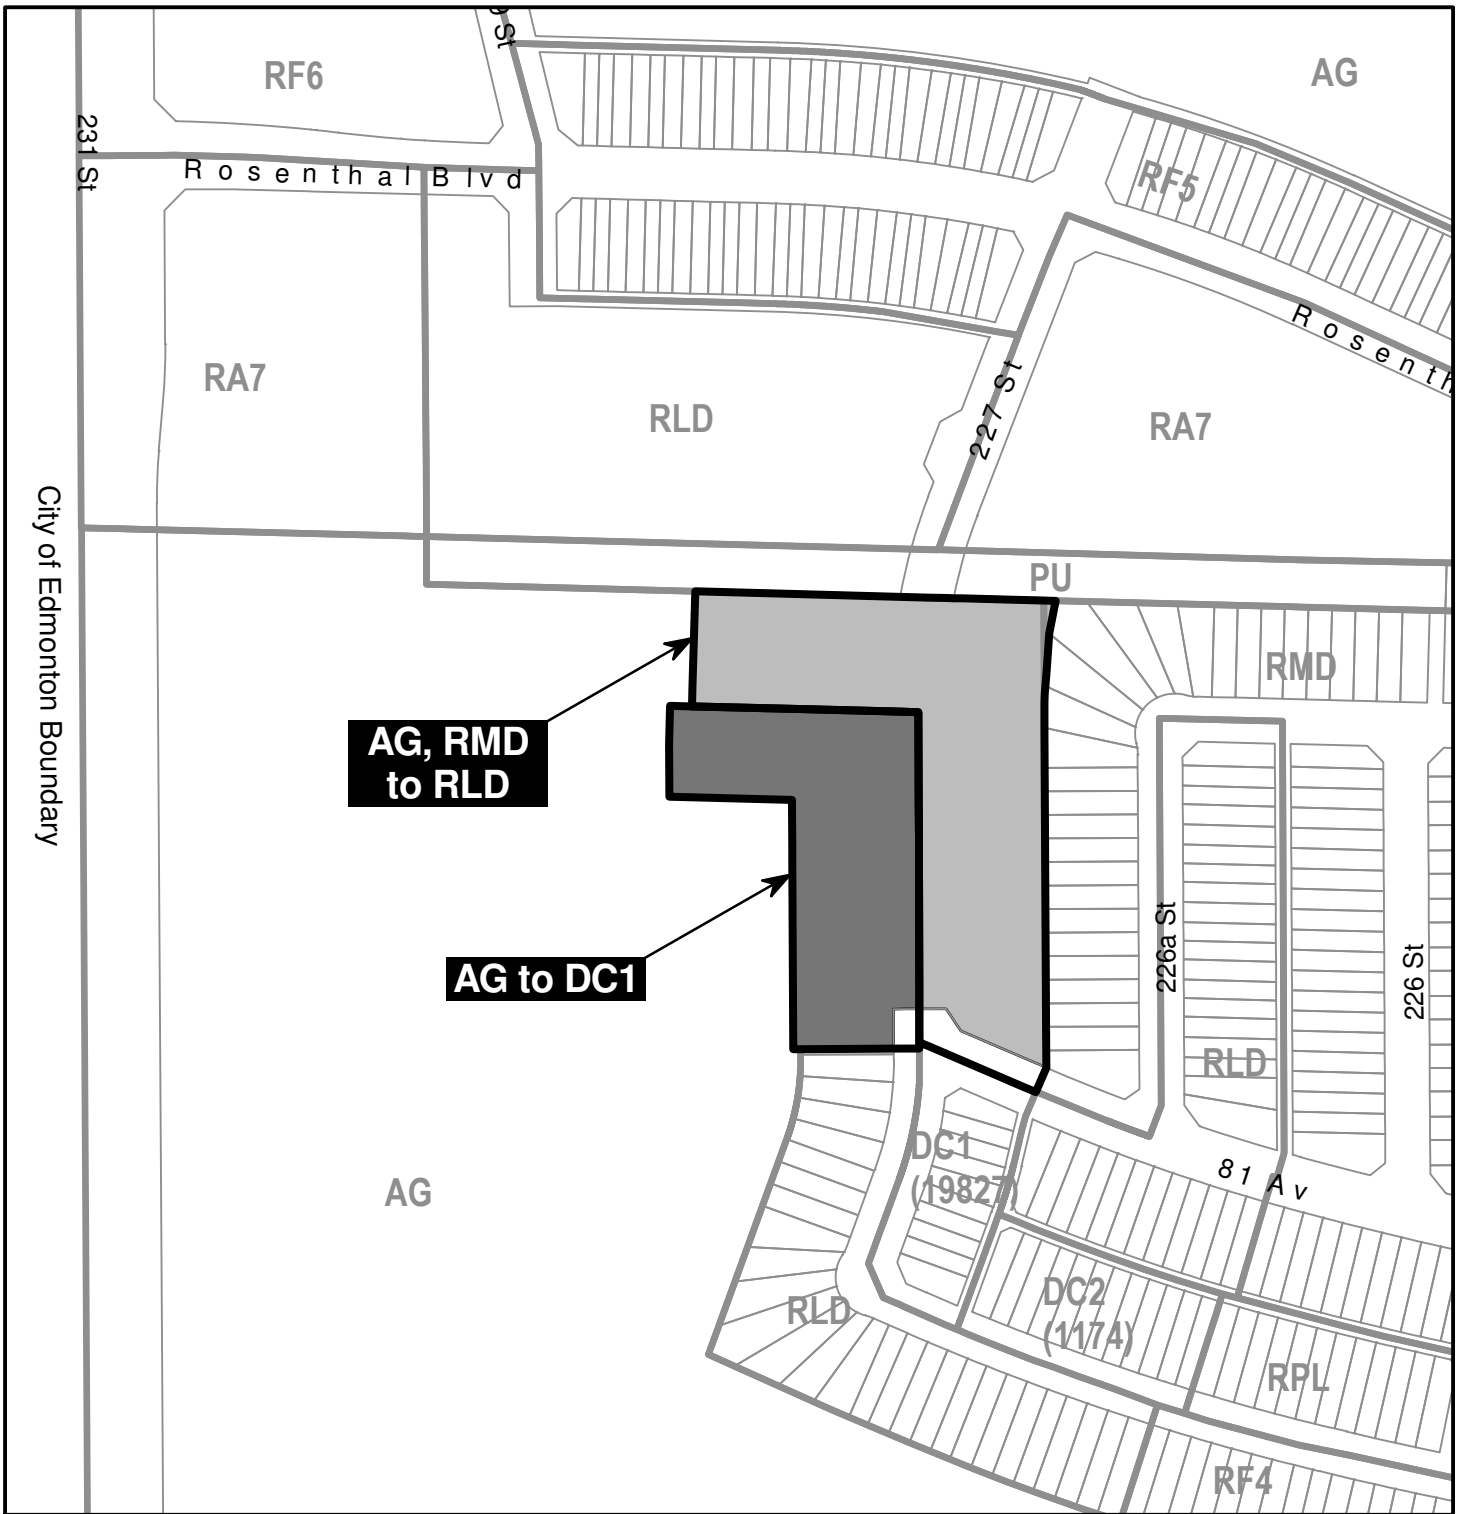 9 St
RF6
AG
231 St
Rosenthal Blvd
RF5
Rosenth
RA7
RLD
227 St
RA7
City of Edmonton Boundary
PU
RMD
AG, RMD
to RLD
226a St
226 St
AG to DC1
RLD
DC1
(19827)
81 Av
AG
DC2
(1174)
RLD
RPL
RF4